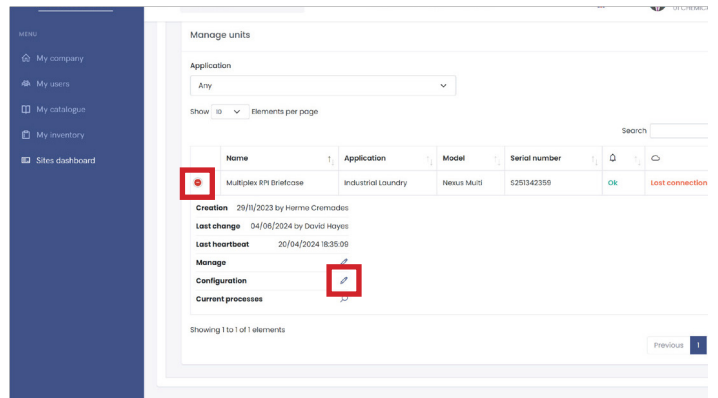 MENU
My company
My users
My catalogue
My inventory
Sites dashboard
Manage units
Application
Any
Show 10 Elements per page
Search
Name Application Model Serial number
Multiplex RPI Briefcase Industrial Laundry Nexus Multi S251342359 Ok Lost connection
Creation 29/11/2023 by Herme Cremades
Last change 04/06/2024 by David Hayes
Last heartbeat 20/04/2024 18:35:09
Manage
Configuration
Current processes
Showing 1 to 1 of 1 elements
Previous 1